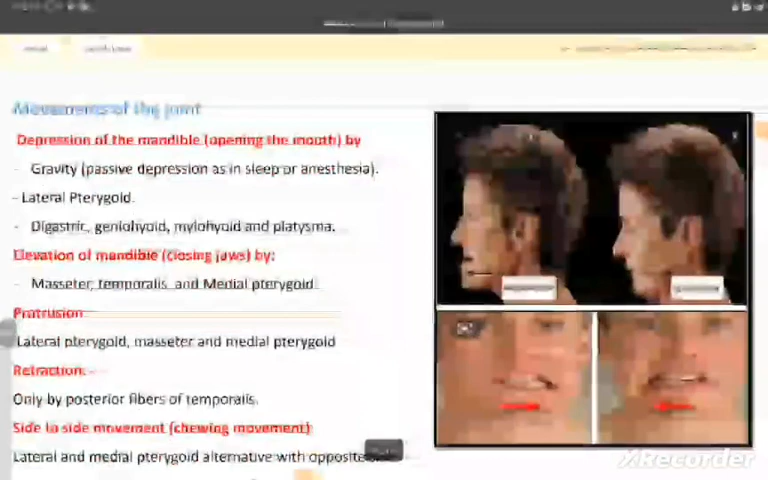 Movements of the joint
Depression of the mandible (opening the mouth) by
- Gravity (passive depression as in sleep or anesthesia).
- Lateral Pterygoid.
- Digastric, geniohyoid, mylohyoid and platysma.
Elevation of mandible (closing jaws) by:
- Masseter, temporalis and Medial pterygoid
Protrusion
Lateral pterygoid, masseter and medial pterygoid
Retraction: -
Only by posterior fibers of temporalis.
Side to side movement (chewing movement)
Lateral and medial pterygoid alternative with opposite
XRecorder